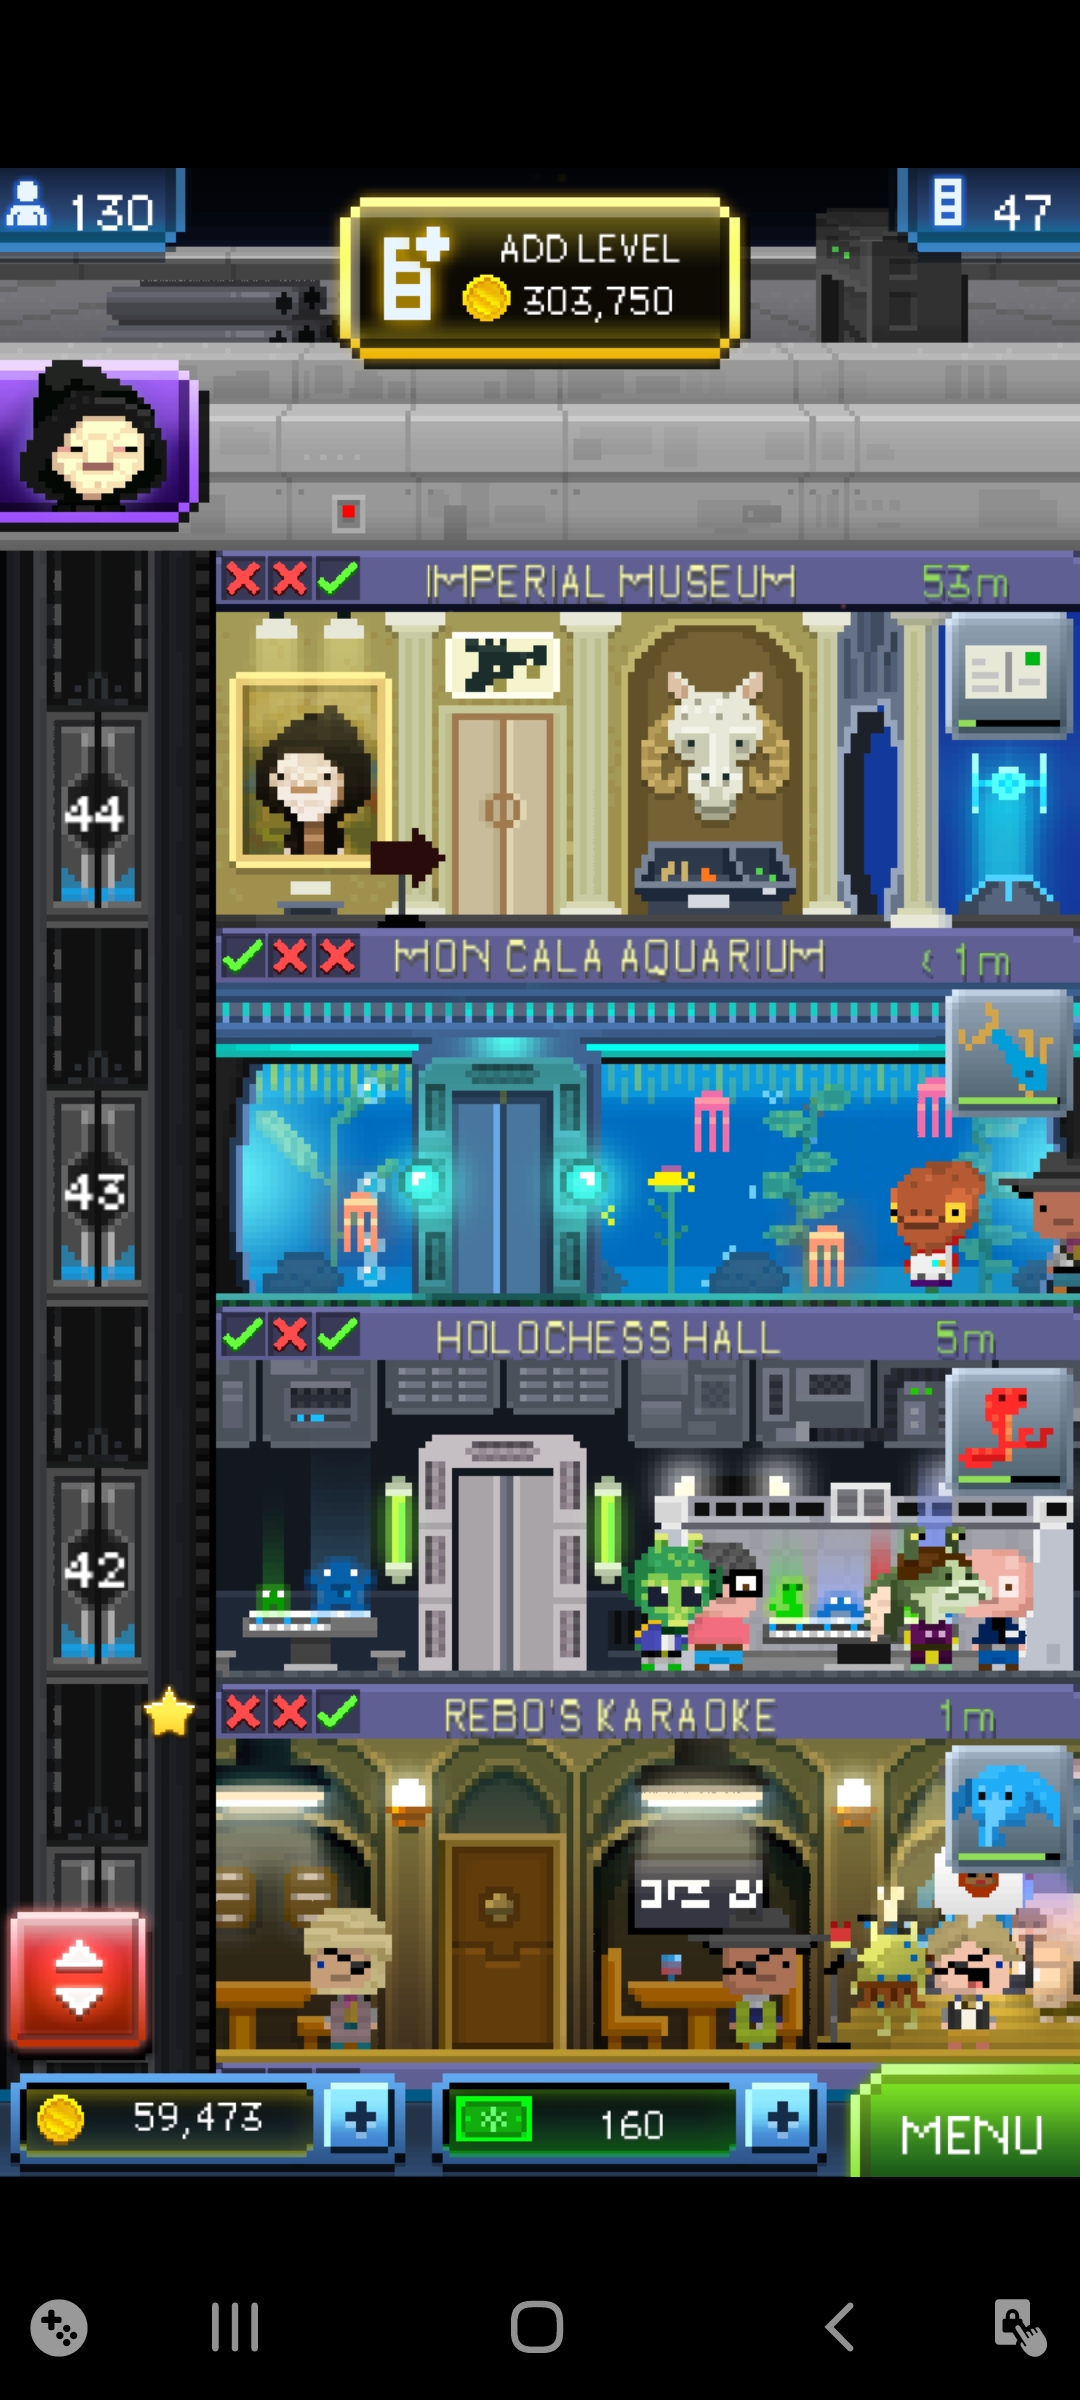 130
ADD LEVEL
303,750
47
IMPERIAL MUSEUM 53m
44
MON CALA AQUARIUM < 1m
43
HOLOCHESS HALL 5m
42
REBO'S KARAOKE 1m
59,473
160
MENU